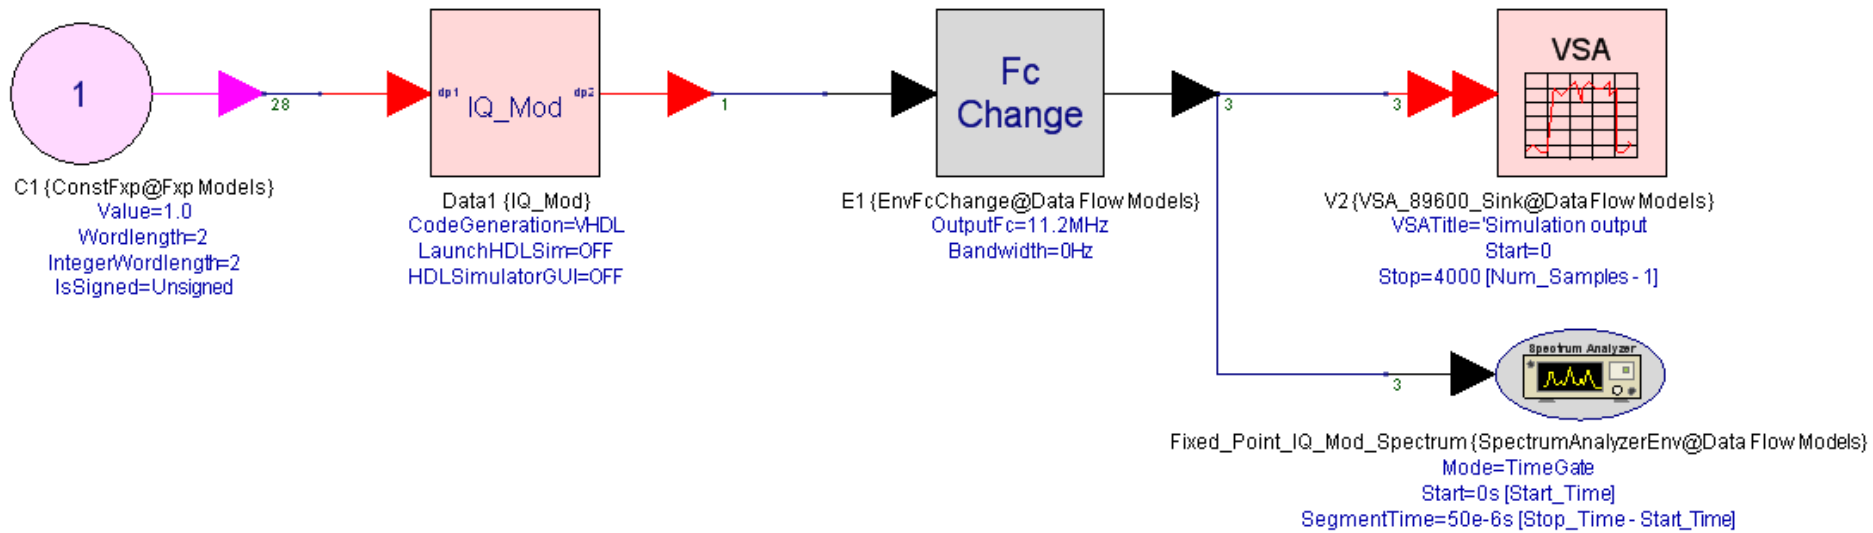 1
28
dp1
IQ_Mod
dp2
1
Fc
Change
3
3
VSA
C1 {ConstFxp@Fxp Models}
Value=1.0
Wordlength=2
IntegerWordlength=2
IsSigned=Unsigned
Data1 {IQ_Mod}
CodeGeneration=VHDL
LaunchHDLSim=OFF
HDLSimulatorGUI=OFF
E1 {EnvFcChange@Data Flow Models}
OutputFc=11.2MHz
Bandwidth=0Hz
V2 {VSA_89600_Sink@Data Flow Models}
VSATitle='Simulation output
Start=0
Stop=4000 [Num_Samples - 1]
3
Spectrum Analyzer
Fixed_Point_IQ_Mod_Spectrum {SpectrumAnalyzerEnv@Data Flow Models}
Mode=TimeGate
Start=0s [Start_Time]
SegmentTime=50e-6s [Stop_Time - Start_Time]